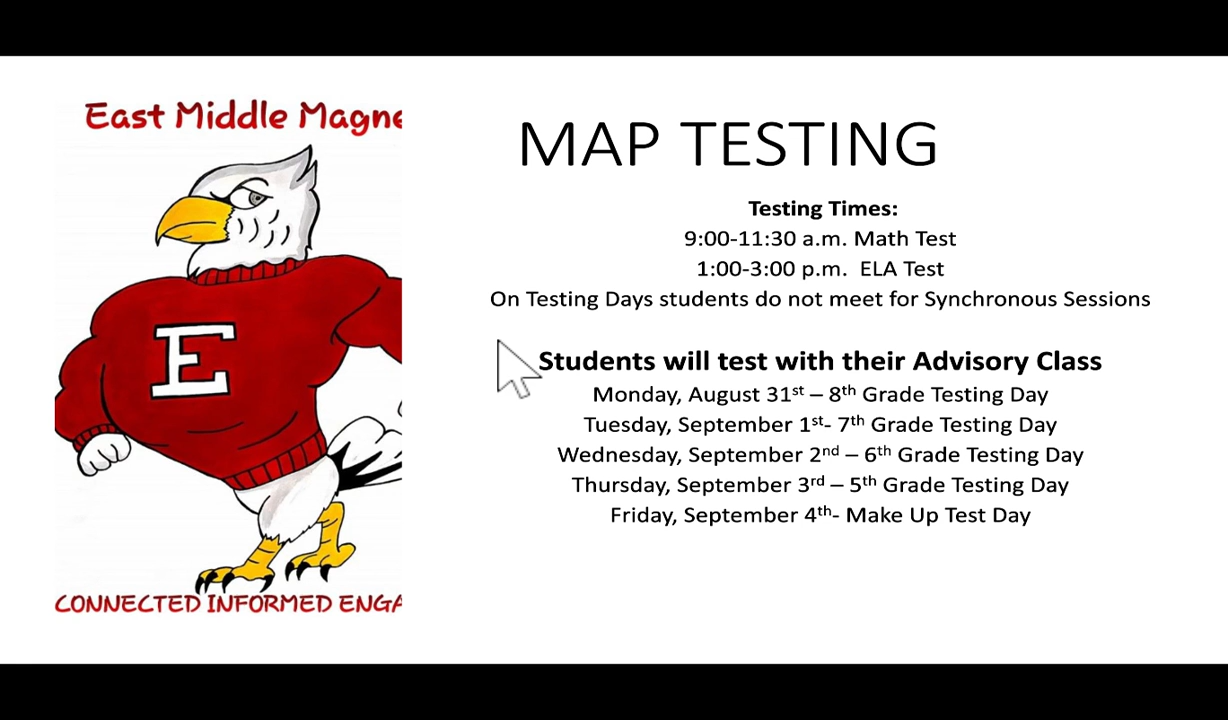 East Middle Magne
E
CONNECTED INFORMED ENGA
MAP TESTING
Testing Times:
9:00-11:30 a.m. Math Test
1:00-3:00 p.m. ELA Test
On Testing Days students do not meet for Synchronous Sessions
Students will test with their Advisory Class
Monday, August 31st – 8th Grade Testing Day
Tuesday, September 1st- 7th Grade Testing Day
Wednesday, September 2nd – 6th Grade Testing Day
Thursday, September 3rd – 5th Grade Testing Day
Friday, September 4th- Make Up Test Day